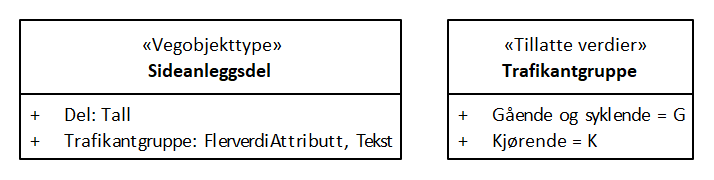 «Vegobjekttype»
Sideanleggsdel
+ Del: Tall
+ Trafikantgruppe: FlerverdiAttributt, Tekst
«Tillatte verdier»
Trafikantgruppe
+ Gående og syklende = G
+ Kjørende = K